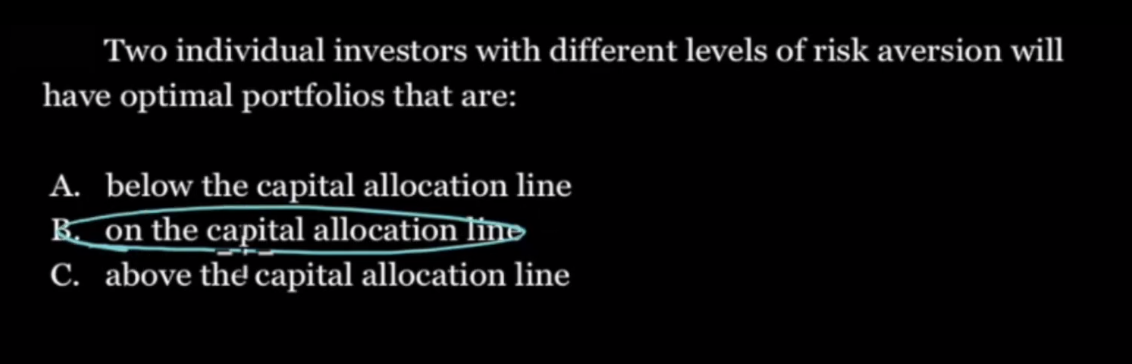 Two individual investors with different levels of risk aversion will
have optimal portfolios that are:
A. below the capital allocation line
B. on the capital allocation line
C. above the capital allocation line